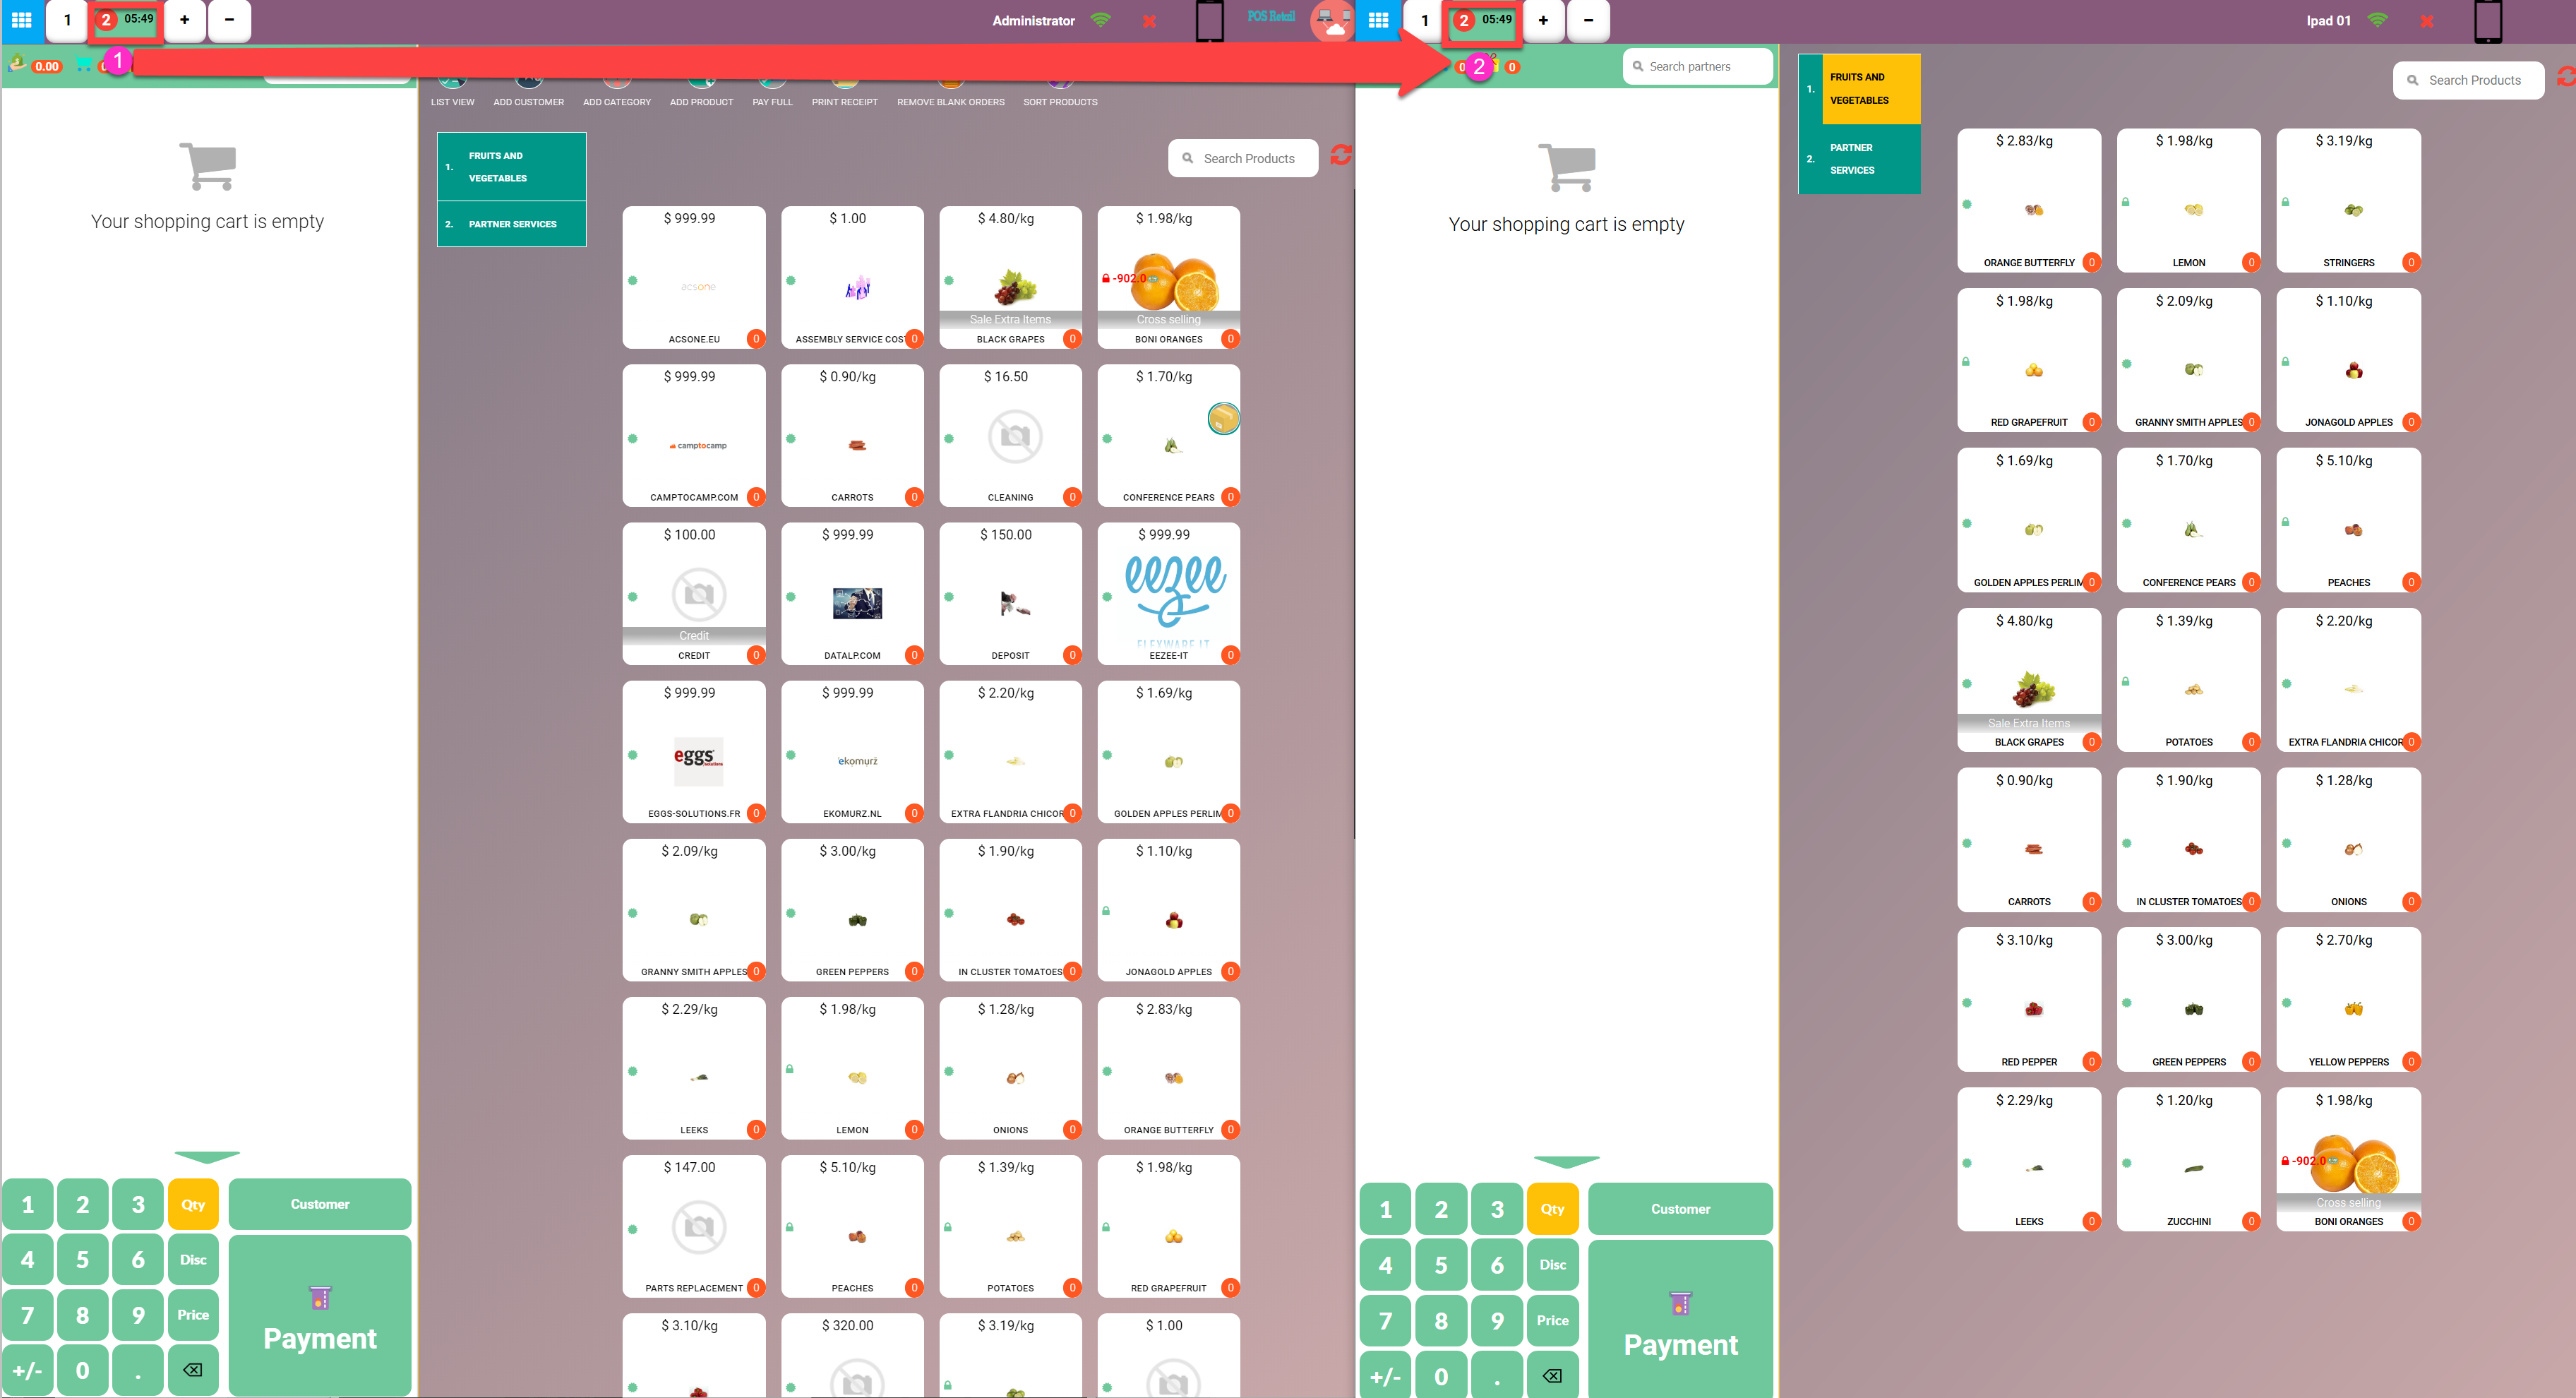 1
2 05:49
+
-
Administrator
POS Retail
1
2 05:49
+
-
Ipad 01
0.00
1
2
0
Search partners
LIST VIEW
ADD CUSTOMER
ADD CATEGORY
ADD PRODUCT
PAY FULL
PRINT RECEIPT
REMOVE BLANK ORDERS
SORT PRODUCTS
Your shopping cart is empty
1. FRUITS AND
VEGETABLES
2. PARTNER SERVICES
Search Products
$ 999.99
ACSONE.EU 0
$ 1.00
ASSEMBLY SERVICE COS 0
$ 4.80/kg
Sale Extra Items
BLACK GRAPES 0
$ 1.98/kg
-902.0
Cross selling
BONI ORANGES 0
$ 999.99
camptocamp
CAMPTOCAMP.COM 0
$ 0.90/kg
CARROTS 0
$ 16.50
CLEANING 0
$ 1.70/kg
CONFERENCE PEARS 0
$ 100.00
Credit
CREDIT 0
$ 999.99
DATALP.COM 0
$ 150.00
DEPOSIT 0
$ 999.99
eezee
FLEXWARE IT
EEZEE-IT 0
$ 999.99
eggs
solutions
EGGS-SOLUTIONS.FR 0
$ 999.99
ekomurz
EKOMURZ.NL 0
$ 2.20/kg
EXTRA FLANDRIA CHICOR 0
$ 1.69/kg
GOLDEN APPLES PERLIM 0
$ 2.09/kg
GRANNY SMITH APPLES 0
$ 3.00/kg
GREEN PEPPERS 0
$ 1.90/kg
IN CLUSTER TOMATOES 0
$ 1.10/kg
JONAGOLD APPLES 0
$ 2.29/kg
LEEKS 0
$ 1.98/kg
LEMON 0
$ 1.28/kg
ONIONS 0
$ 2.83/kg
ORANGE BUTTERFLY 0
$ 147.00
PARTS REPLACEMENT 0
$ 5.10/kg
PEACHES 0
$ 1.39/kg
POTATOES 0
$ 1.98/kg
RED GRAPEFRUIT 0
$ 3.10/kg
$ 320.00
$ 3.19/kg
$ 1.00
1 2 3 Qty Customer
4 5 6 Disc
7 8 9 Price
Payment
+/- 0 .
Your shopping cart is empty
1. FRUITS AND
VEGETABLES
2. PARTNER
SERVICES
Search Products
$ 2.83/kg
ORANGE BUTTERFLY 0
$ 1.98/kg
LEMON 0
$ 3.19/kg
STRINGERS 0
$ 1.98/kg
RED GRAPEFRUIT 0
$ 2.09/kg
GRANNY SMITH APPLES 0
$ 1.10/kg
JONAGOLD APPLES 0
$ 1.69/kg
GOLDEN APPLES PERLIM 0
$ 1.70/kg
CONFERENCE PEARS 0
$ 5.10/kg
PEACHES 0
$ 4.80/kg
Sale Extra Items
BLACK GRAPES 0
$ 1.39/kg
POTATOES 0
$ 2.20/kg
EXTRA FLANDRIA CHICOR 0
$ 0.90/kg
CARROTS 0
$ 1.90/kg
IN CLUSTER TOMATOES 0
$ 1.28/kg
ONIONS 0
$ 3.10/kg
RED PEPPER 0
$ 3.00/kg
GREEN PEPPERS 0
$ 2.70/kg
YELLOW PEPPERS 0
$ 2.29/kg
LEEKS 0
$ 1.20/kg
ZUCCHINI 0
$ 1.98/kg
-902.0
Cross selling
BONI ORANGES 0
1 2 3 Qty Customer
4 5 6 Disc
7 8 9 Price
Payment
+/- 0 .